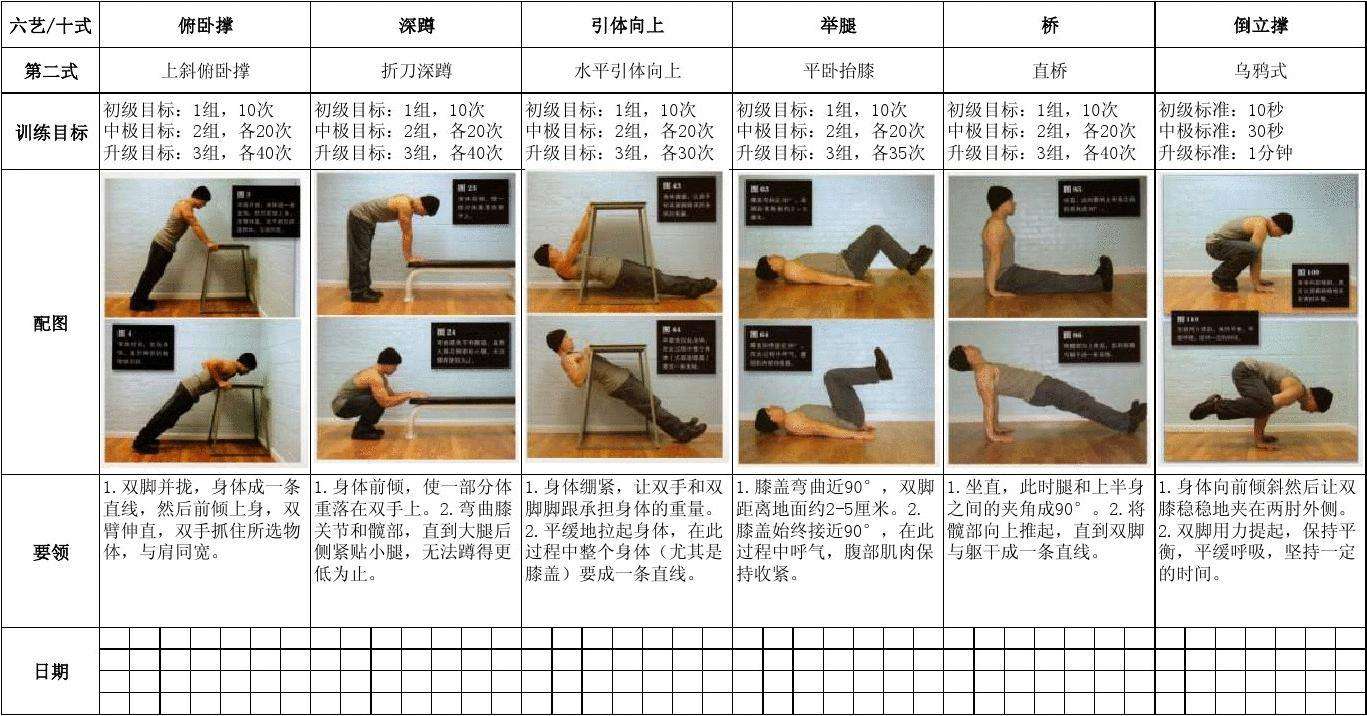 六艺/十式 俯卧撑 深蹲 引体向上 举腿 桥 倒立撑
第二式 上斜俯卧撑 折刀深蹲 水平引体向上 平卧抬膝 直桥 乌鸦式
训练目标
初级目标：1组，10次
中极目标：2组，各20次
升级目标：3组，各40次
初级目标：1组，10次
中极目标：2组，各20次
升级目标：3组，各40次
初级目标：1组，10次
中极目标：2组，各20次
升级目标：3组，各30次
初级目标：1组，10次
中极目标：2组，各20次
升级目标：3组，各35次
初级目标：1组，10次
中极目标：2组，各20次
升级目标：3组，各40次
初级标准：10秒
中极标准：30秒
升级标准：1分钟
配图
图3
图4
图23
图24
图43
图44
图63
图64
图85
图86
图109
图110
要领
1.双脚并拢，身体成一条
直线，然后前倾上身，双
臂伸直，双手抓住所选物
体，与肩同宽。
1.身体前倾，使一部分体
重落在双手上。2.弯曲膝
关节和髋部，直到大腿后
侧紧贴小腿，无法蹲得更
低为止。
1.身体绷紧，让双手和双
脚脚跟承担身体的重量。
2.平缓地拉起身体，在此
过程中整个身体（尤其是
膝盖）要成一条直线。
1.膝盖弯曲近90°，双脚
距离地面约2-5厘米。2.
膝盖始终接近90°，在此
过程中呼气，腹部肌肉保
持收紧。
1.坐直，此时腿和上半身
之间的夹角成90°。2.将
髋部向上推起，直到双脚
与躯干成一条直线。
1.身体向前倾斜然后让双
膝稳稳地夹在两肘外侧。
2.双脚用力提起，保持平
衡，平缓呼吸，坚持一定
的时间。
日期